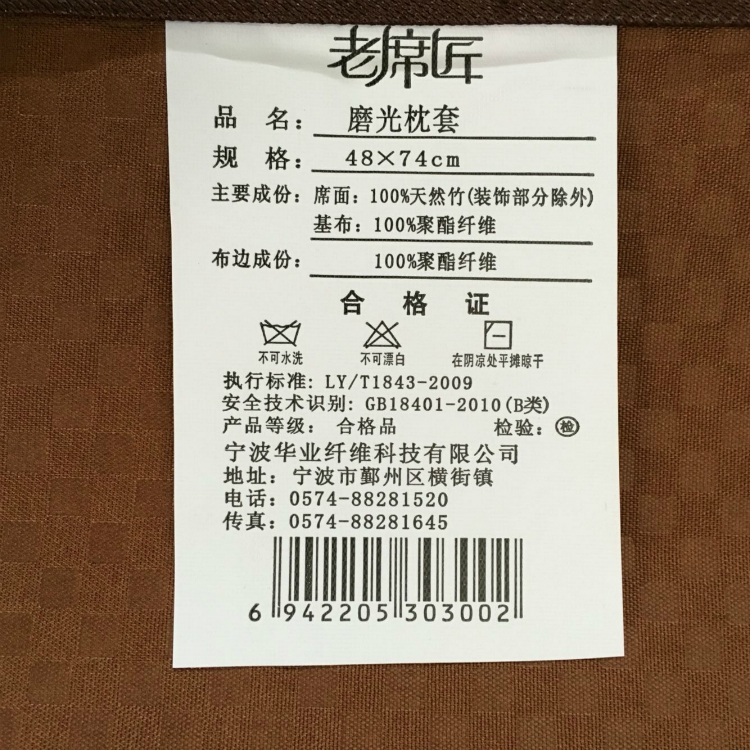 老席匠
品 名：磨光枕套
规 格：48×74cm
主要成份：席面：100%天然竹(装饰部分除外)
基布：100%聚酯纤维
布边成份：100%聚酯纤维
合 格 证
不可水洗 不可漂白 在阴凉处平摊晾干
执行标准：LY/T1843-2009
安全技术识别：GB18401-2010(B类)
产品等级：合格品 检验：检
宁波华业纤维科技有限公司
地址：宁波市鄞州区横街镇
电话：0574-88281520
传真：0574-88281645
6 942205 303002